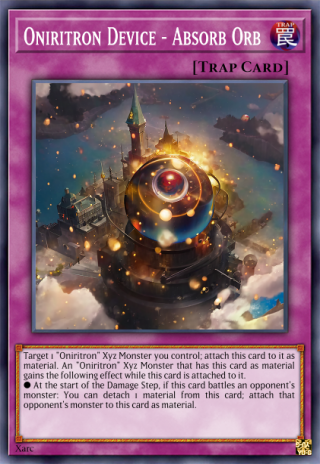 Oniritron Device - Absorb Orb
TRAP
罠
[Trap Card]
Target 1 "Oniritron" Xyz Monster you control; attach this card to it as
material. An "Oniritron" Xyz Monster that has this card as material
gains the following effect while this card is attached to it.
● At the start of the Damage Step, if this card battles an opponent's
monster: You can detach 1 material from this card; attach that
opponent's monster to this card as material.
Xarc